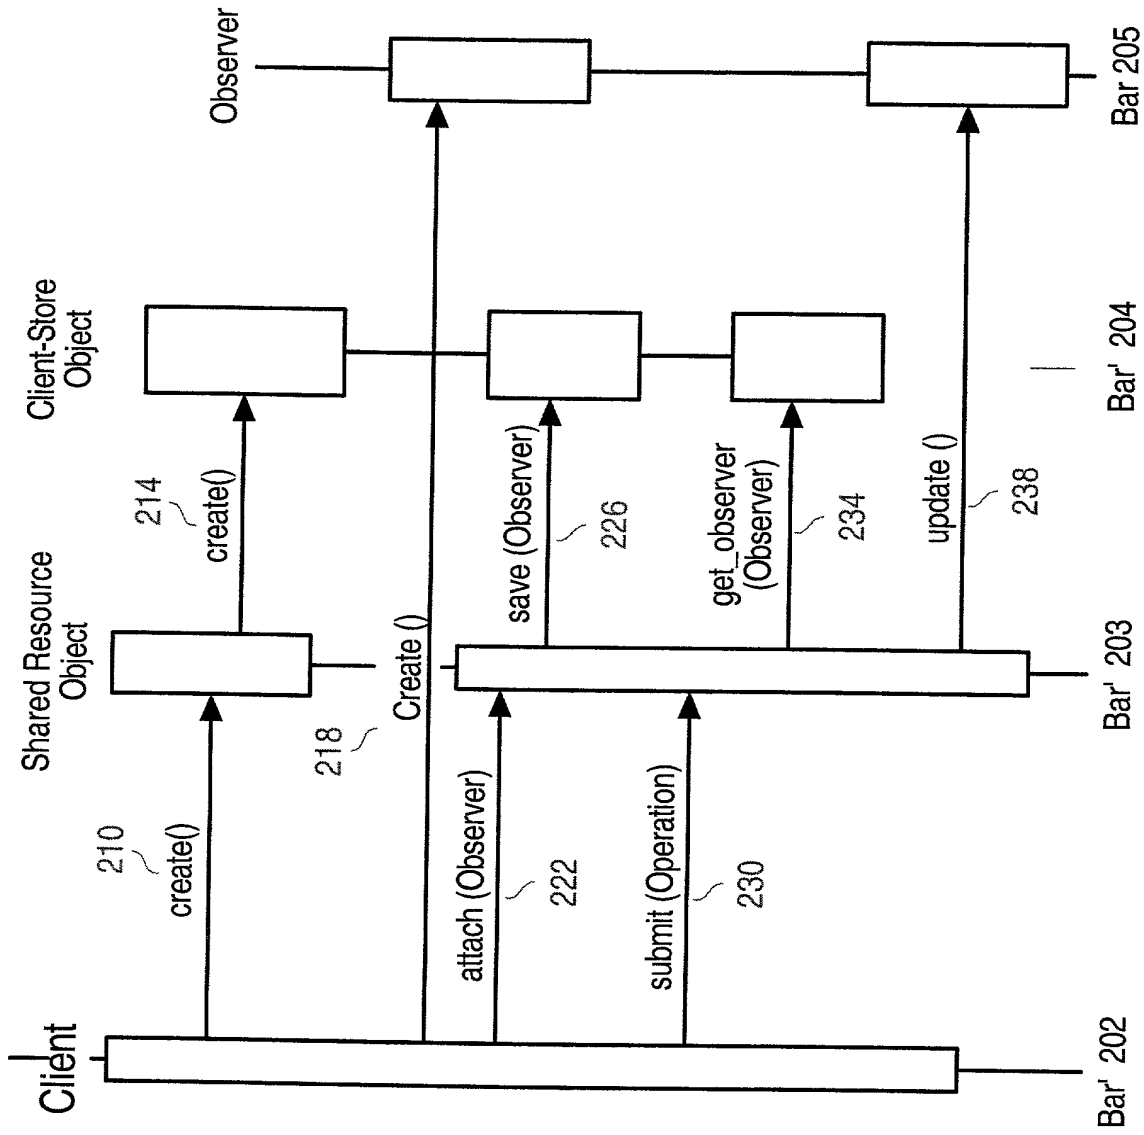 Client
Shared Resource
Object
Client-Store
Object
Observer
210
create()
214
create()
218
Create ()
222
attach (Observer)
226
save (Observer)
230
submit (Operation)
234
get_observer
(Observer)
238
update ()
Bar' 202
Bar' 203
Bar' 204
Bar 205